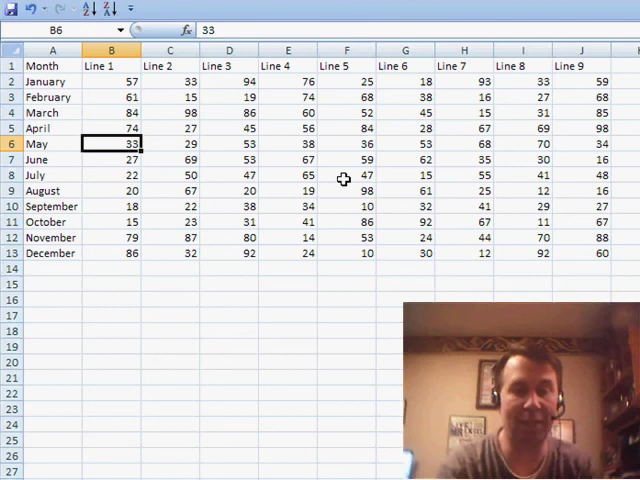 B6 fx 33
A B C D E F G H I J K
1 Month Line 1 Line 2 Line 3 Line 4 Line 5 Line 6 Line 7 Line 8 Line 9
2 January 57 33 94 76 25 18 93 33 59
3 February 61 15 19 74 68 38 16 27 68
4 March 84 98 86 60 52 45 15 31 85
5 April 74 27 45 56 84 28 67 69 98
6 May 33 29 53 38 36 53 68 70 34
7 June 27 69 53 67 59 62 35 30 16
8 July 22 50 47 65 47 15 55 41 48
9 August 20 67 20 19 98 61 25 12 16
10 September 18 22 38 34 10 32 41 29 27
11 October 15 23 31 41 86 92 67 11 67
12 November 79 87 80 14 53 24 44 70 88
13 December 86 32 92 24 10 30 12 92 60
14
15
16
17
18
19
20
21
22
23
24
25
26
27